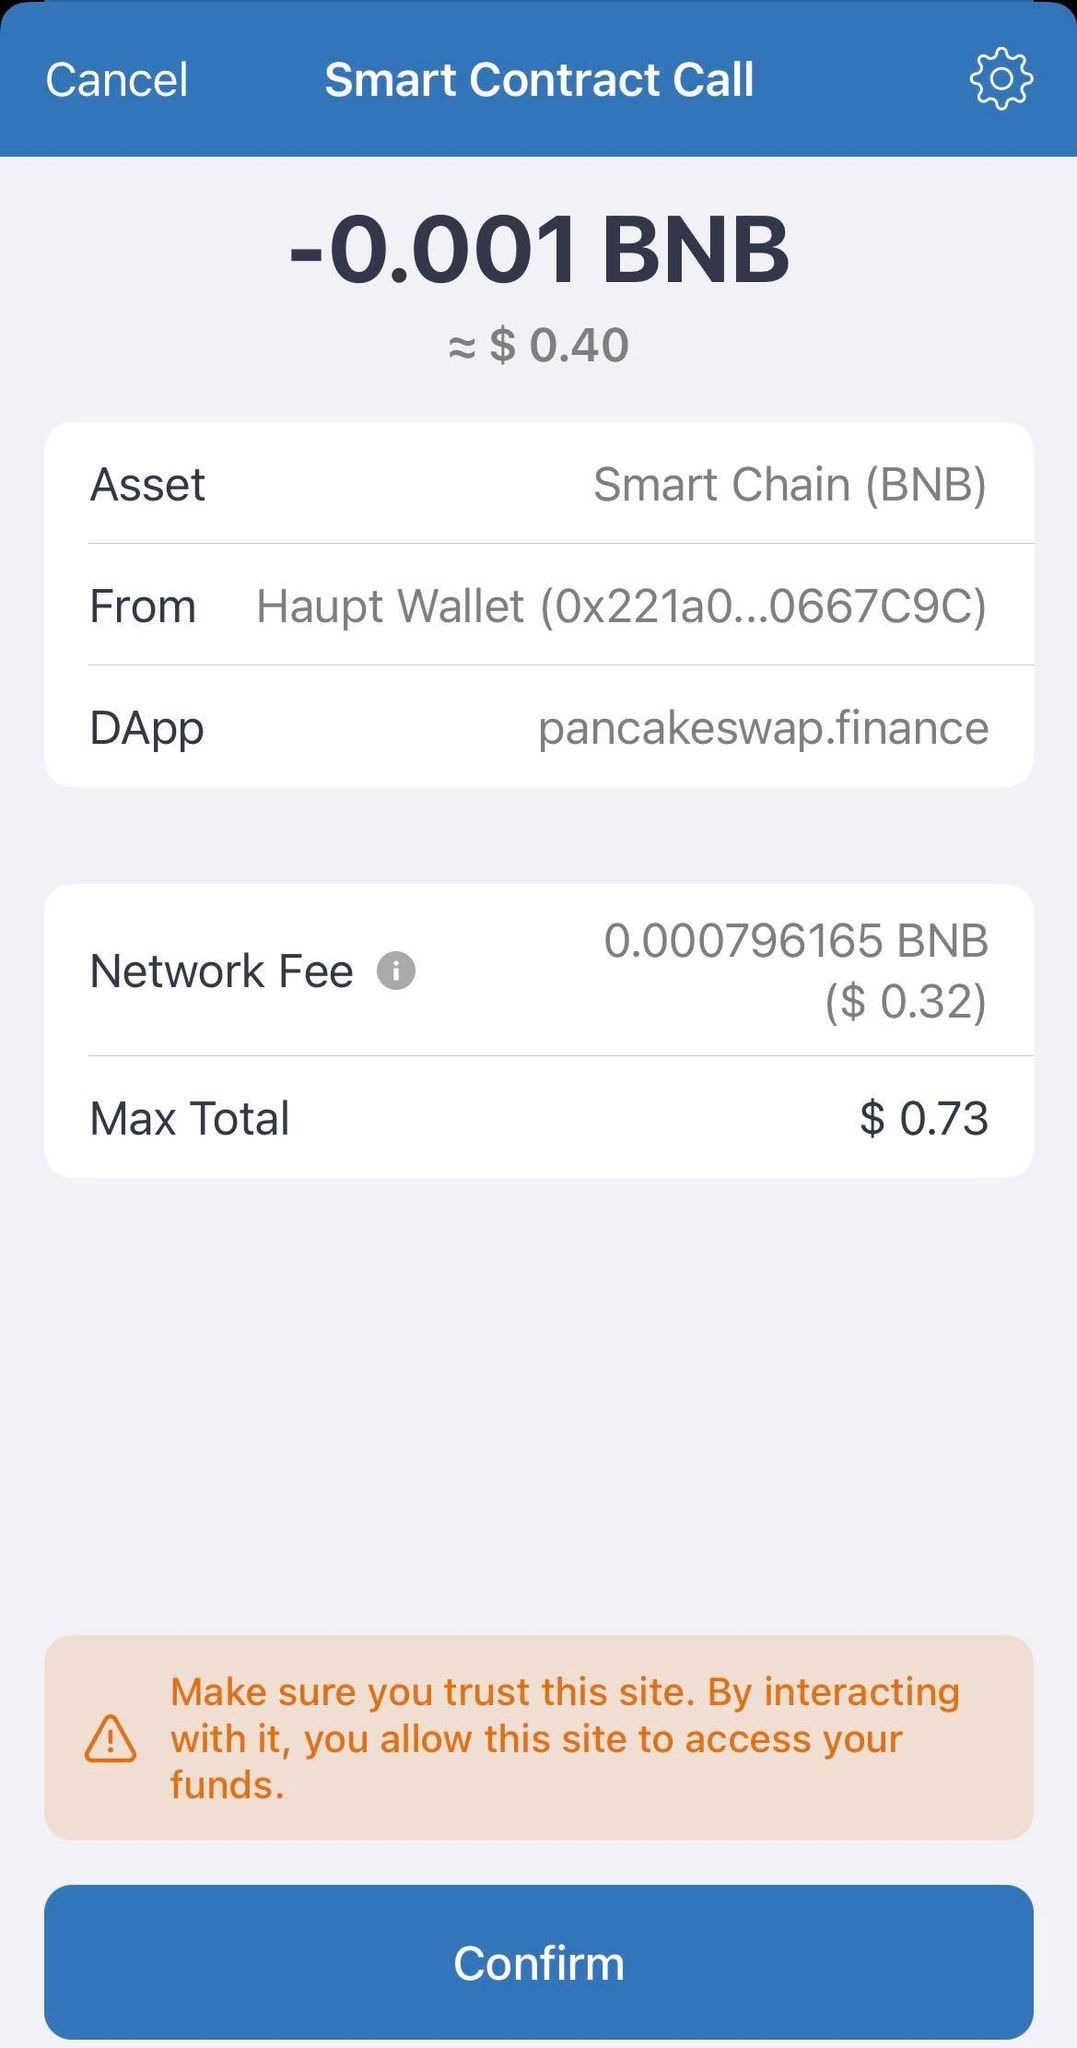 Cancel
Smart Contract Call
-0.001 BNB
≈ $ 0.40
Asset
Smart Chain (BNB)
From
Haupt Wallet (0x221a0...0667C9C)
DApp
pancakeswap.finance
Network Fee
0.000796165 BNB
($ 0.32)
Max Total
$ 0.73
Make sure you trust this site. By interacting
with it, you allow this site to access your
funds.
Confirm